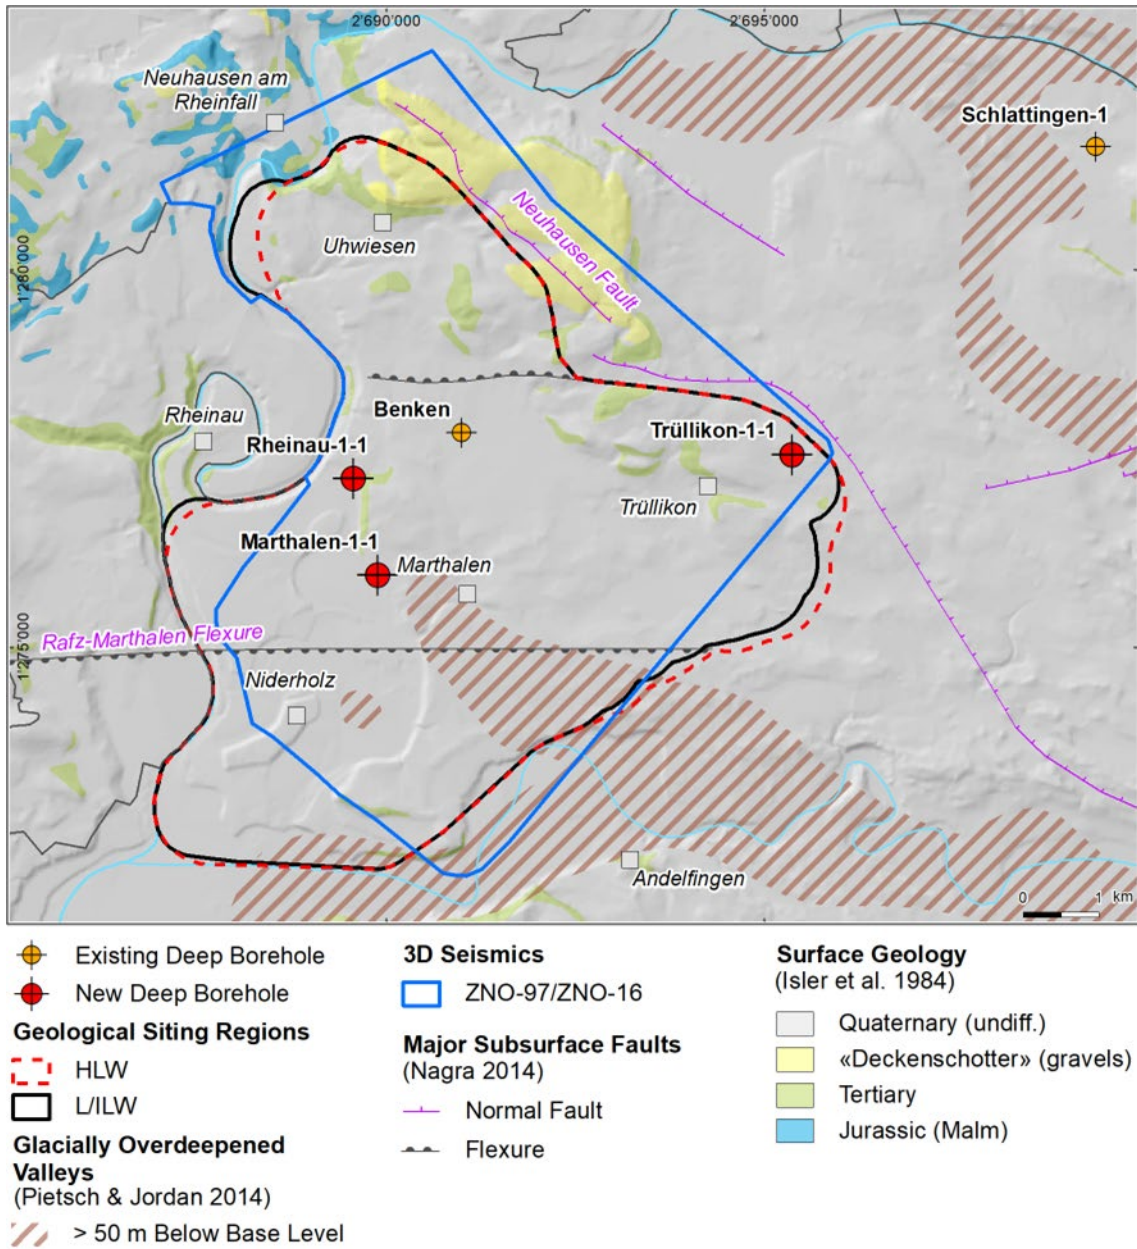 2'690'000
2'695'000
Neuhausen am
Rheinfall
Schlattingen-1
Uhwiesen
Neuhausen Fault
1'280'000
Rheinau
Benken
Rheinau-1-1
Trüllikon-1-1
Trüllikon
Marthalen-1-1
Marthalen
Rafz-Marthalen Flexure
1'275'000
Niderholz
Andelfingen
0 1 km
Existing Deep Borehole
New Deep Borehole
Geological Siting Regions
HLW
L/ILW
Glacially Overdeepened
Valleys
(Pietsch & Jordan 2014)
> 50 m Below Base Level
3D Seismics
ZNO-97/ZNO-16
Major Subsurface Faults
(Nagra 2014)
Normal Fault
Flexure
Surface Geology
(Isler et al. 1984)
Quaternary (undiff.)
«Deckenschotter» (gravels)
Tertiary
Jurassic (Malm)